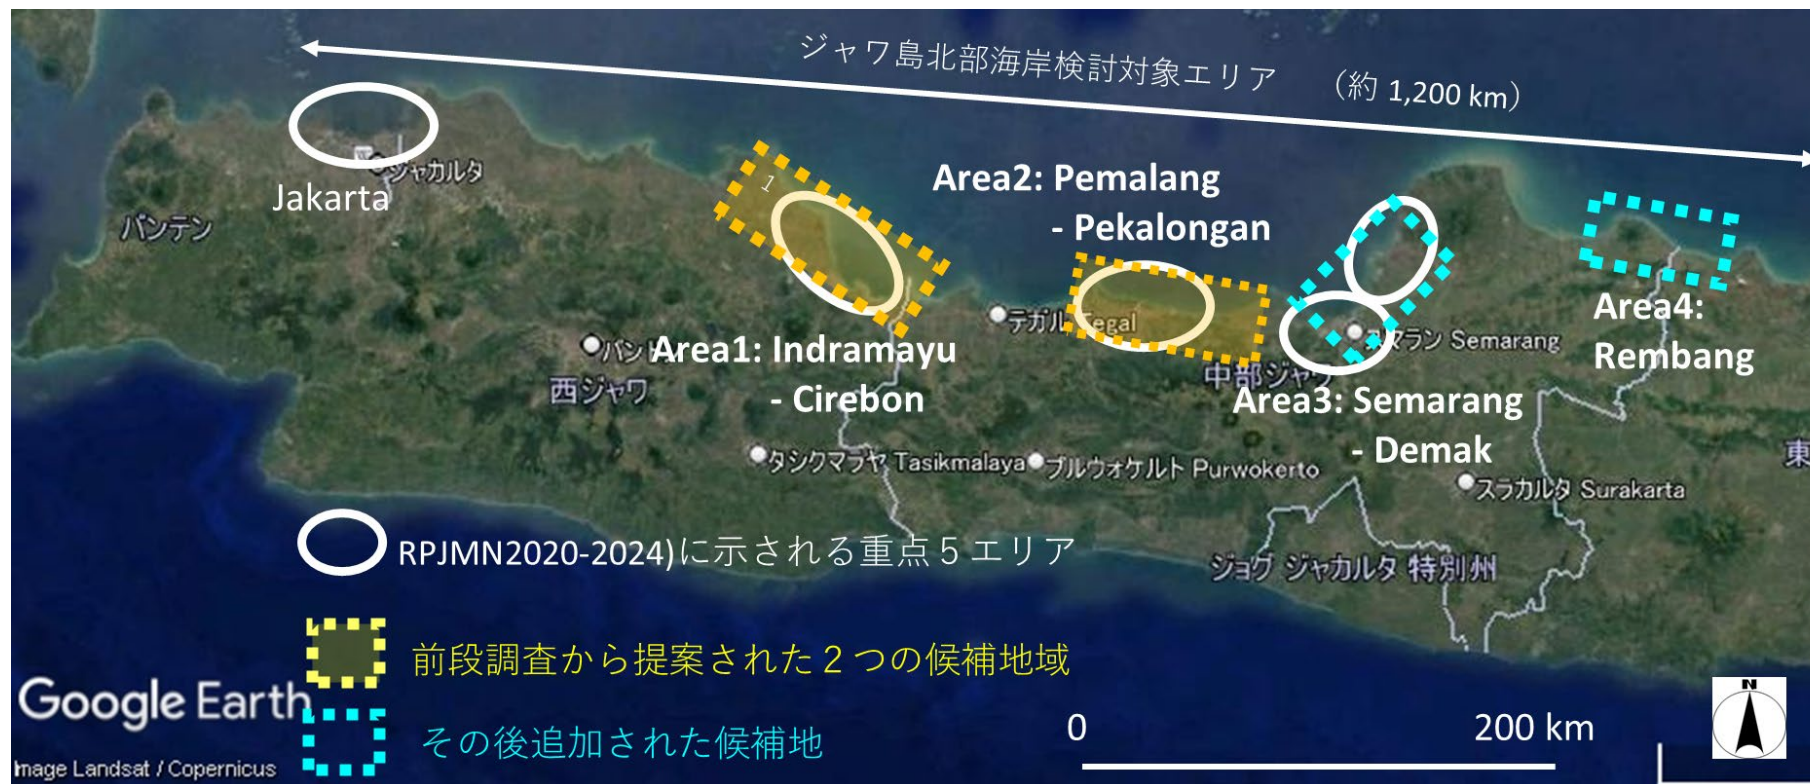 ジャワ島北部海岸検討対象エリア （約 1,200 km）
ジャカルタ
Jakarta
バンテン
1
Area1: Indramayu
- Cirebon
Area2: Pemalang
- Pekalongan
テガル Tegal
Area3: Semarang
- Demak
Semarang
Area4:
Rembang
西ジャワ
中部ジャワ
タシクマラヤ Tasikmalaya
プルウォケルト Purwokerto
スラカルタ Surakarta
東
ジョグ ジャカルタ 特別州
RPJMN2020-2024)に示される重点５エリア
前段調査から提案された２つの候補地域
その後追加された候補地
Google Earth
Image Landsat / Copernicus
0
200 km
N